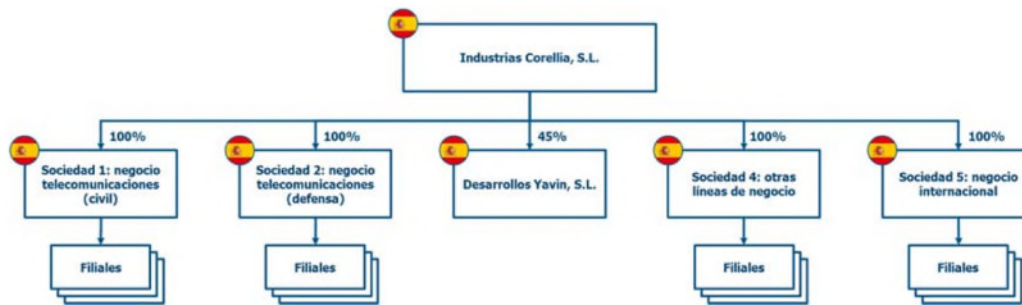 Industrias Corellia, S.L.
100%
100%
45%
100%
100%
Sociedad 1: negocio
telecomunicaciones
(civil)
Sociedad 2: negocio
telecomunicaciones
(defensa)
Desarrollos Yavin, S.L.
Sociedad 4: otras
líneas de negocio
Sociedad 5: negocio
internacional
Filiales
Filiales
Filiales
Filiales